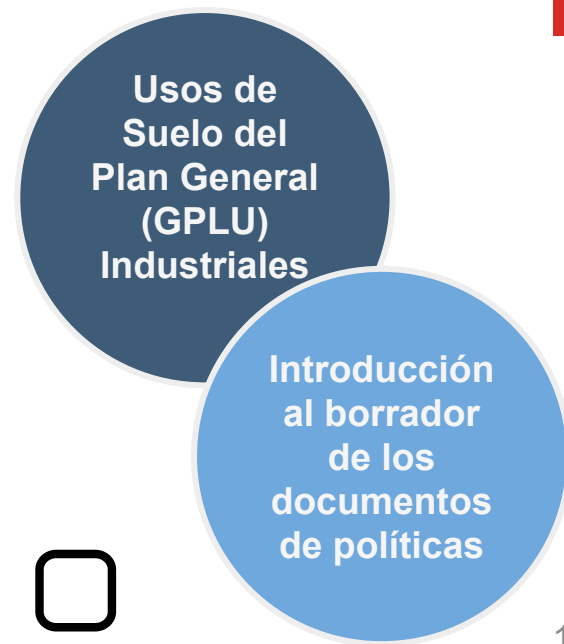 Usos de
Suelo del
Plan General
(GPLU)
Industriales
Introducción
al borrador
de los
documentos
de políticas